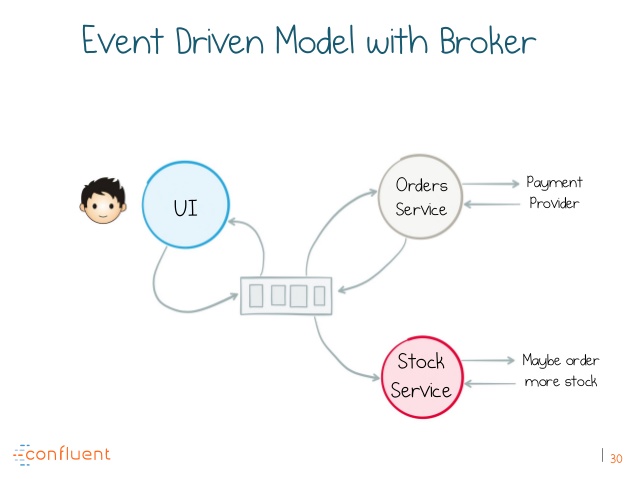 Event Driven Model with Broker
UI
Orders
Service
Payment
Provider
Stock
Service
Maybe order
more stock
confluent
| 30